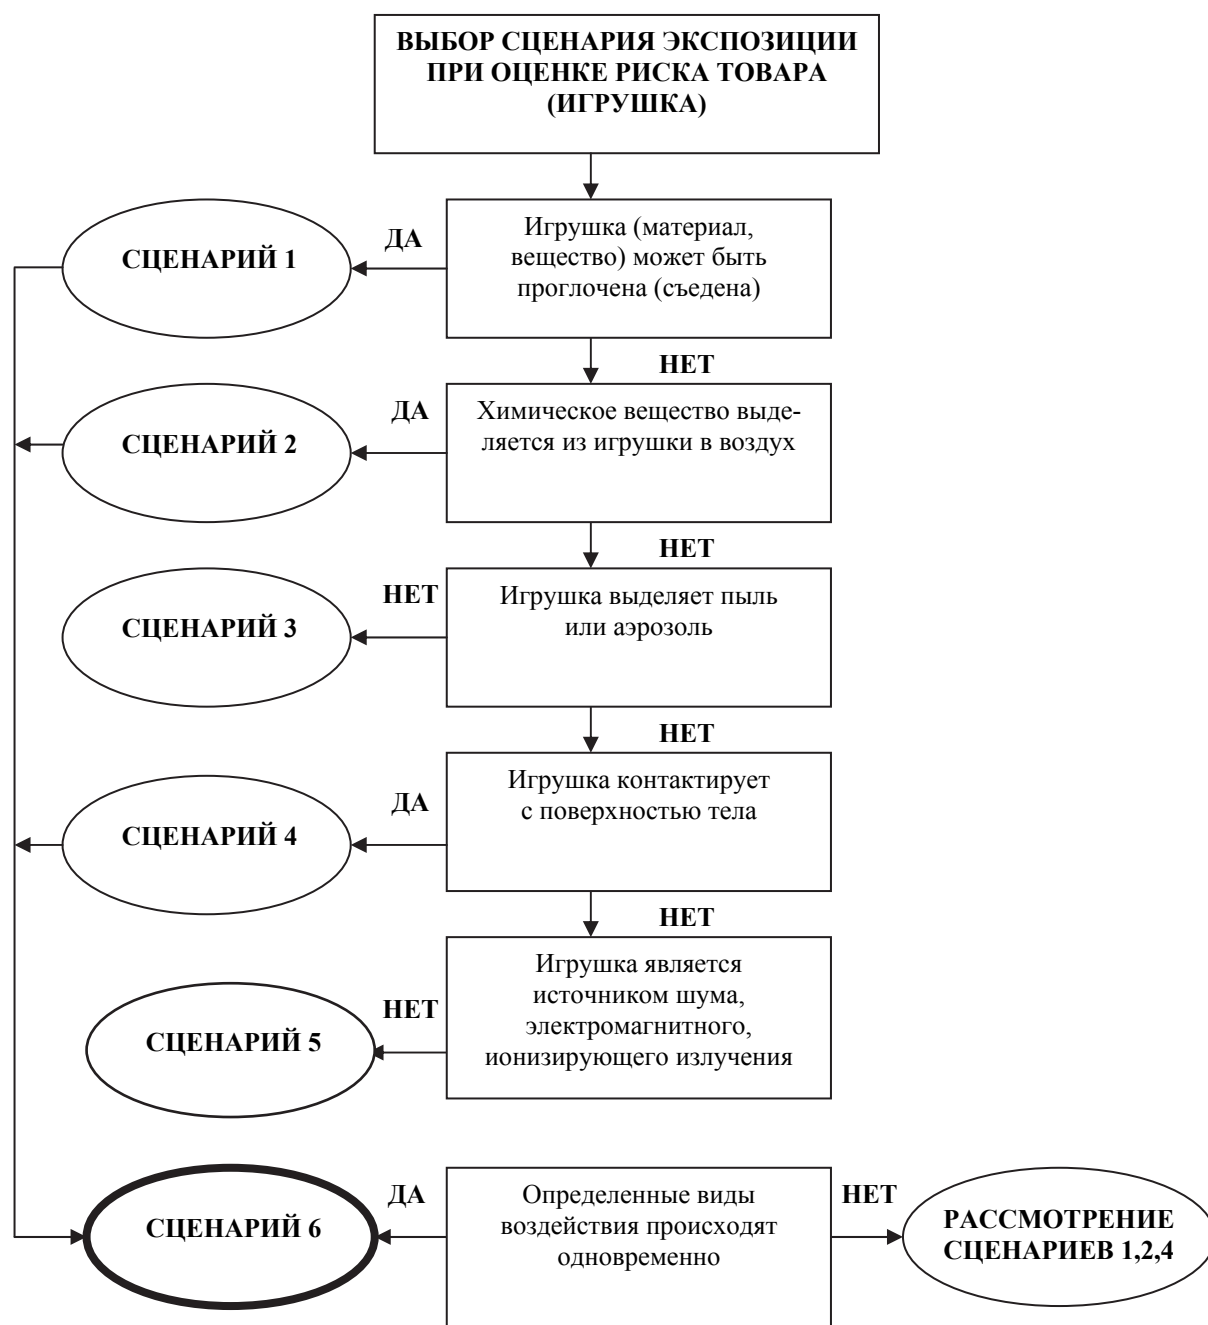 ВЫБОР СЦЕНАРИЯ ЭКСПОЗИЦИИ
ПРИ ОЦЕНКЕ РИСКА ТОВАРА
(ИГРУШКА)
СЦЕНАРИЙ 1
ДА
Игрушка (материал,
вещество) может быть
проглочена (съедена)
НЕТ
СЦЕНАРИЙ 2
ДА
Химическое вещество выде-
ляется из игрушки в воздух
НЕТ
СЦЕНАРИЙ 3
НЕТ
Игрушка выделяет пыль
или аэрозоль
НЕТ
СЦЕНАРИЙ 4
ДА
Игрушка контактирует
с поверхностью тела
НЕТ
СЦЕНАРИЙ 5
НЕТ
Игрушка является
источником шума,
электромагнитного,
ионизирующего излучения
СЦЕНАРИЙ 6
ДА
Определенные виды
воздействия происходят
одновременно
НЕТ
РАССМОТРЕНИЕ
СЦЕНАРИЕВ 1,2,4